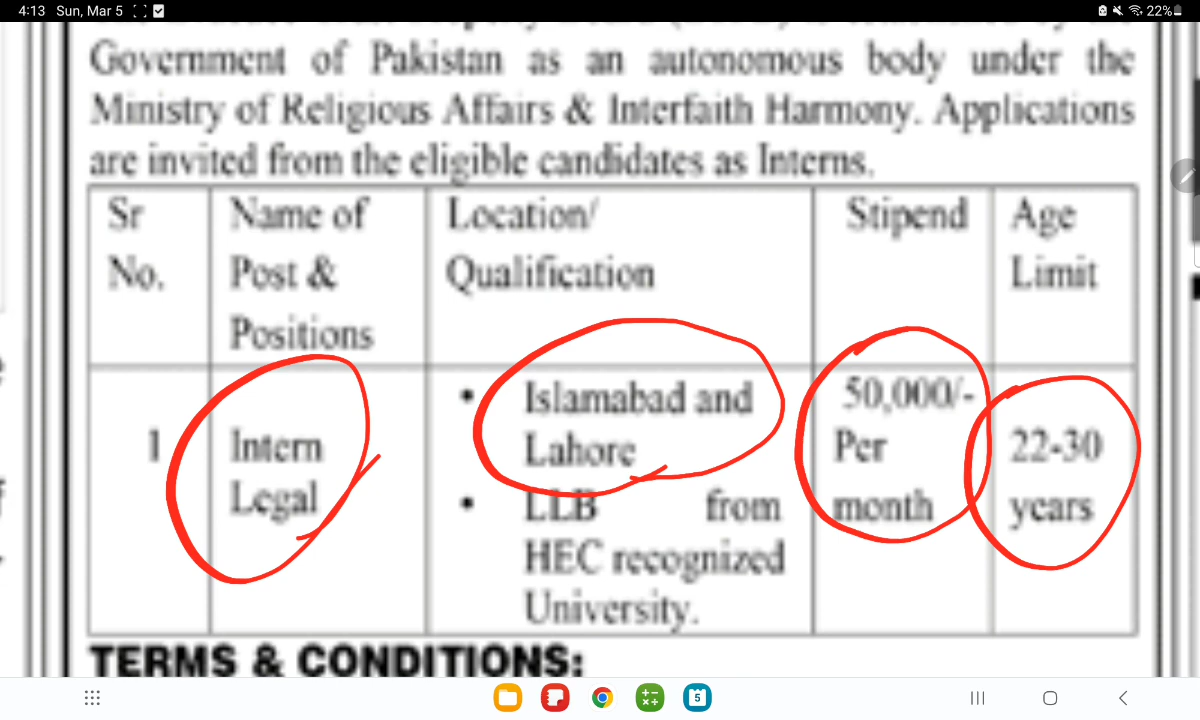 4:13 Sun, Mar 5
22%
Government of Pakistan as an autonomous body under the
Ministry of Religious Affairs & Interfaith Harmony. Applications
are invited from the eligible candidates as Interns.
Sr No.
Name of Post & Positions
Location/ Qualification
Stipend
Age Limit
1
Intern Legal
• Islamabad and
Lahore
• LLB from
HEC recognized
University.
50,000/-
Per
month
22-30
years
TERMS & CONDITIONS:
5